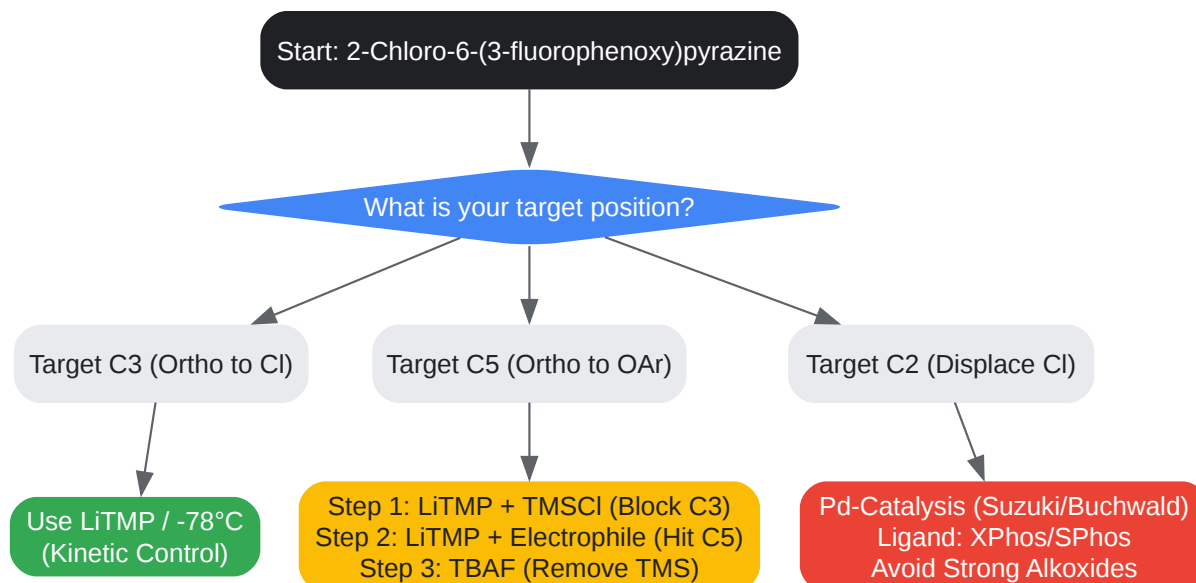 Start: 2-Chloro-6-(3-fluorophenoxy)pyrazine
What is your target position?
Target C3 (Ortho to Cl)
Target C5 (Ortho to OAr)
Target C2 (Displace Cl)
Use LiTMP / -78°C
(Kinetic Control)
Step 1: LiTMP + TMSCl (Block C3)
Step 2: LiTMP + Electrophile (Hit C5)
Step 3: TBAF (Remove TMS)
Pd-Catalysis (Suzuki/Buchwald)
Ligand: XPhos/SPhos
Avoid Strong Alkoxides